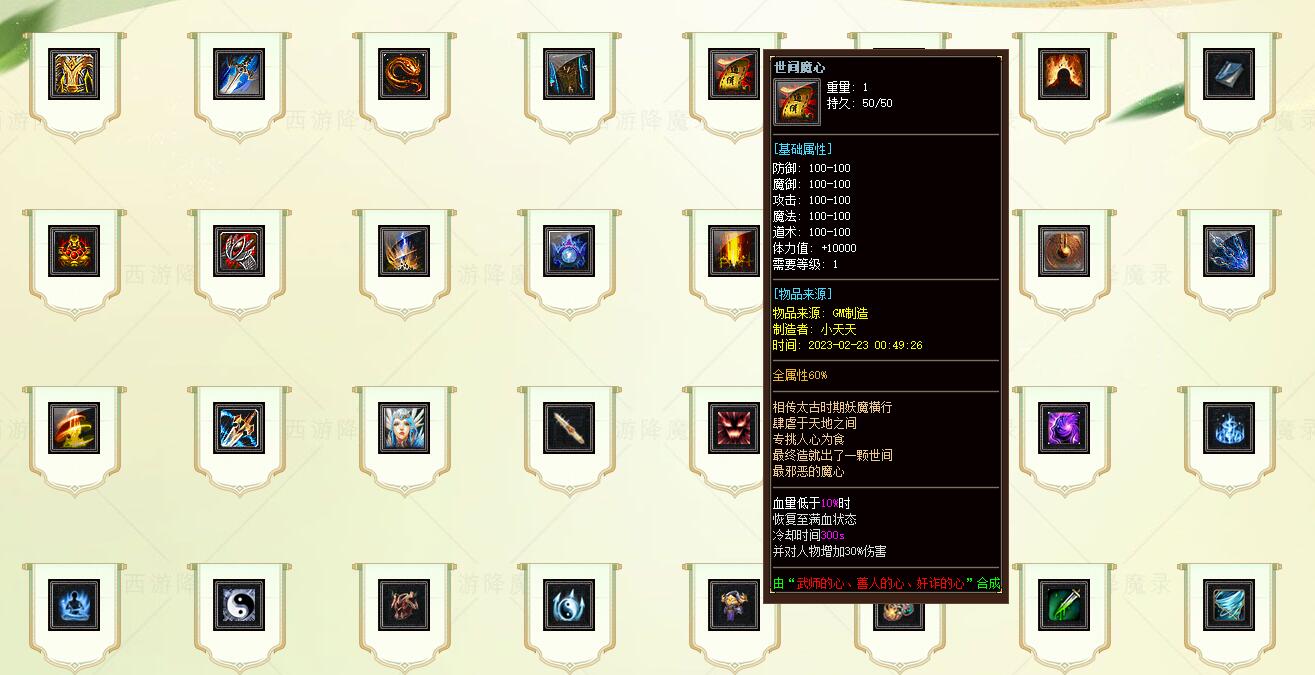 世间魔心
重量: 1
持久: 50/50
[基础属性]
防御: 100-100
魔御: 100-100
攻击: 100-100
魔法: 100-100
道术: 100-100
体力值: +10000
需要等级: 1
[物品来源]
物品来源: GM制造
制造者: 小天天
时间: 2023-02-23 00:49:26
全属性60%
相传太古时期妖魔横行
肆虐于天地之间
专挑人心为食
最终造就出了一颗世间
最邪恶的魔心
血量低于10%时
恢复至满血状态
冷却时间300s
并对人物增加30%伤害
由“武师的心、蓄人的心、奸诈的心”合成
西游降魔录